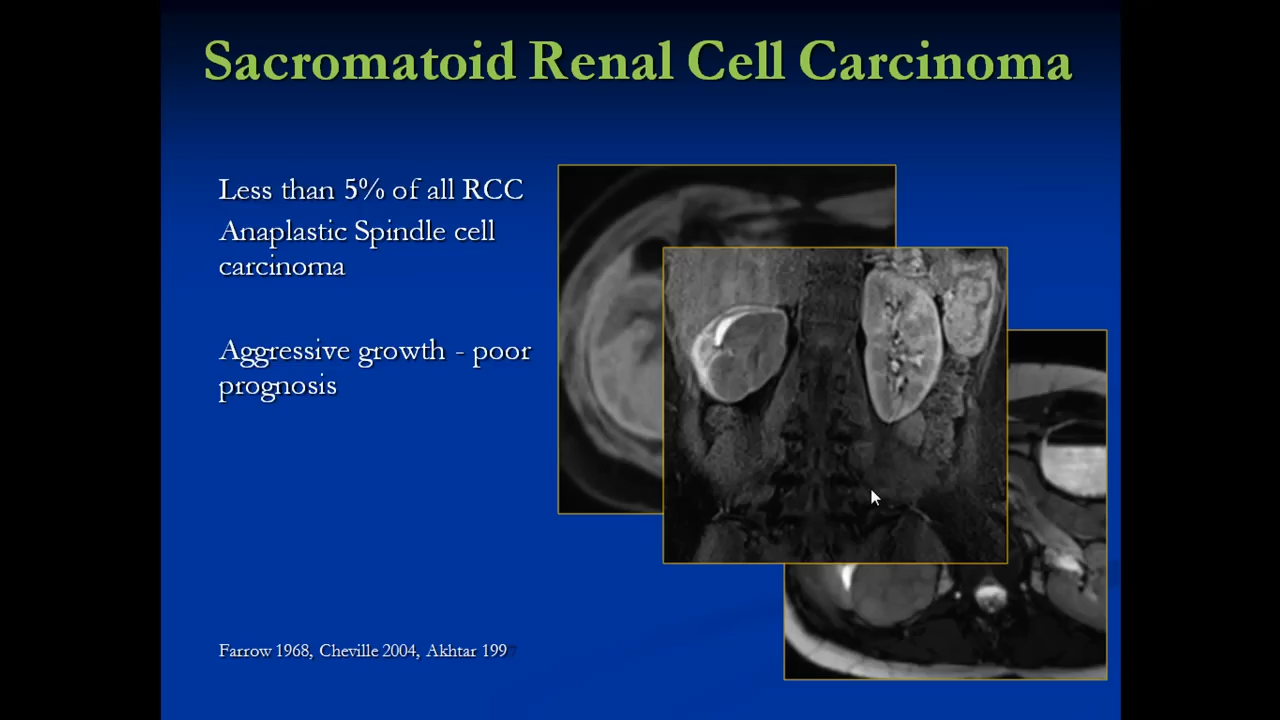 Sacromatoid Renal Cell Carcinoma
Less than 5% of all RCC
Anaplastic Spindle cell
carcinoma
Aggressive growth - poor
prognosis
Farrow 1968, Cheville 2004, Akhtar 1997